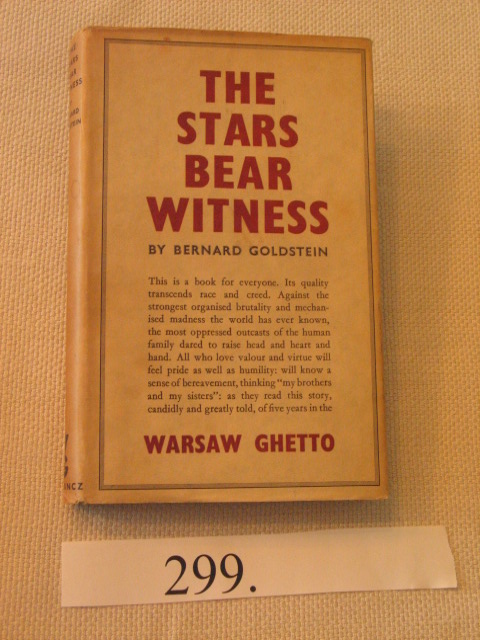 THE
STARS
BEAR
WITNESS
BY BERNARD GOLDSTEIN
This is a book for everyone. Its quality
transcends race and creed. Against the
strongest organised brutality and mechan-
ised madness the world has ever known,
the most oppressed outcasts of the human
family dared to raise head and heart and
hand. All who love valour and virtue will
feel pride as well as humility: will know a
sense of bereavement, thinking "my brothers
and my sisters": as they read this story,
candidly and greatly told, of five years in the
WARSAW GHETTO
299.